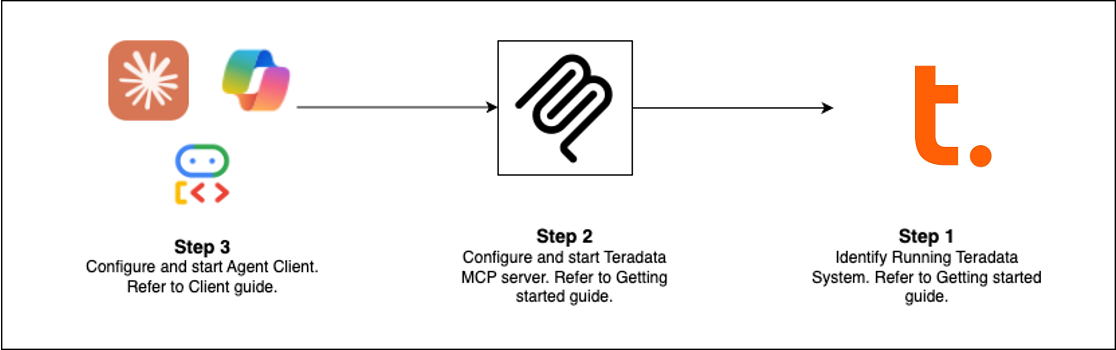 Step 3
Configure and start Agent Client.
Refer to Client guide.
Step 2
Configure and start Teradata
MCP server. Refer to Getting
started guide.
t.
Step 1
Identify Running Teradata
System. Refer to Getting started
guide.